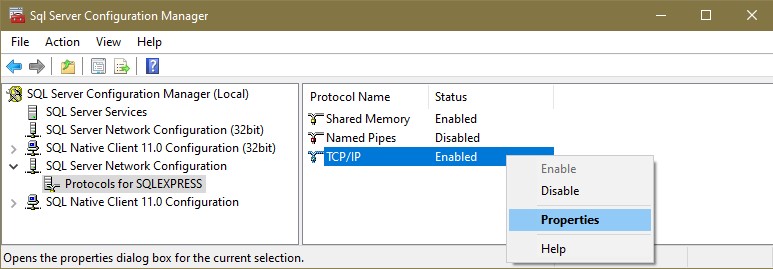 Sql Server Configuration Manager
File Action View Help
SQL Server Configuration Manager (Local)
SQL Server Services
SQL Server Network Configuration (32bit)
SQL Native Client 11.0 Configuration (32bit)
SQL Server Network Configuration
Protocols for SQLEXPRESS
SQL Native Client 11.0 Configuration
Protocol Name Status
Shared Memory Enabled
Named Pipes Disabled
TCP/IP Enabled
Enable
Disable
Properties
Help
Opens the properties dialog box for the current selection.